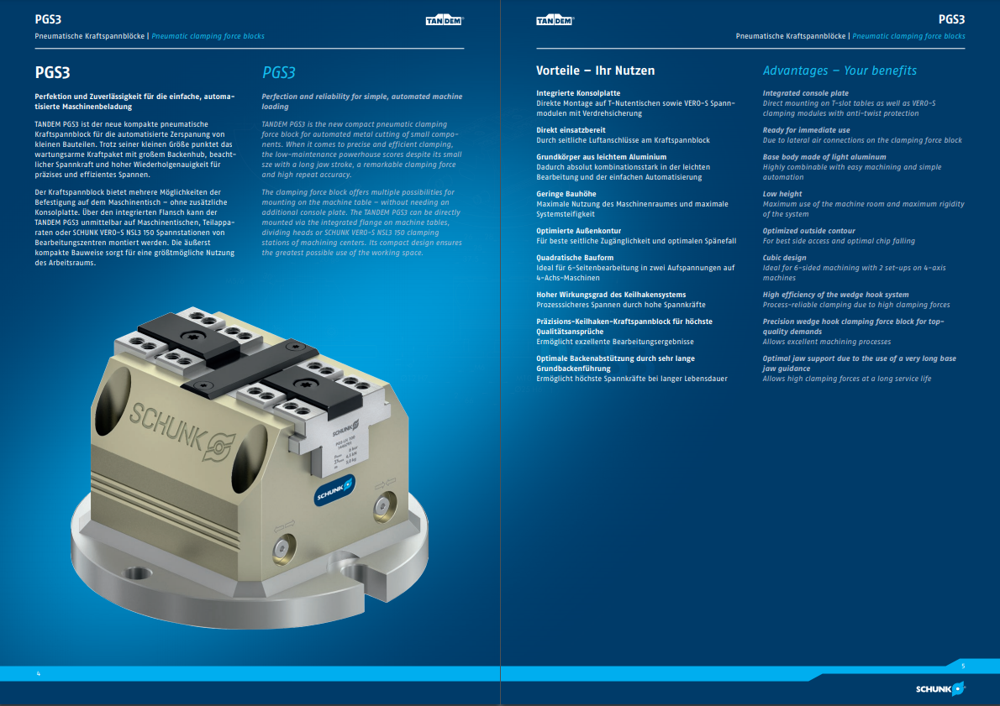 PGS3
Pneumatische Kraftspannblöcke | Pneumatic clamping force blocks
TANDEM®
PGS3
Perfektion und Zuverlässigkeit für die einfache, automa-
tisierte Maschinenbeladung
TANDEM PGS3 ist der neue kompakte pneumatische
Kraftspannblock für die automatisierte Zerspanung von
kleinen Bauteilen. Trotz seiner kleinen Größe punktet das
wartungsarme Kraftpaket mit großem Backenhub, beacht-
licher Spannkraft und hoher Wiederholgenauigkeit für
präzises und effizientes Spannen.
Der Kraftspannblock bietet mehrere Möglichkeiten der
Befestigung auf dem Maschinentisch – ohne zusätzliche
Konsolplatte. Über den integrierten Flansch kann der
TANDEM PGS3 unmittelbar auf Maschinentischen, Teilappa-
raten oder SCHUNK VERO-S NSL3 150 Spannstationen von
Bearbeitungszentren montiert werden. Die äußerst
kompakte Bauweise sorgt für eine größtmögliche Nutzung
des Arbeitsraums.
PGS3
Perfection and reliability for simple, automated machine
loading
TANDEM PGS3 is the new compact pneumatic clamping
force block for automated metal cutting of small compo-
nents. When it comes to precise and efficient clamping,
the low-maintenance powerhouse scores despite its small
sze with a long jaw stroke, a remarkable clamping force
and high repeat accuracy.
The clamping force block offers multiple possibilities for
mounting on the machine table – without needing an
additional console plate. The TANDEM PGS3 can be directly
mounted via the integrated flange on machine tables,
dividing heads or SCHUNK VERO-S NSL3 150 clamping
stations of machining centers. Its compact design ensures
the greatest possible use of the working space.
SCHUNK
SCHUNK
SCHUNK
4
TANDEM®
PGS3
Pneumatische Kraftspannblöcke | Pneumatic clamping force blocks
Vorteile – Ihr Nutzen
Integrierte Konsolplatte
Direkte Montage auf T-Nutentischen sowie VERO-S Spann-
modulen mit Verdrehsicherung
Direkt einsatzbereit
Durch seitliche Luftanschlüsse am Kraftspannblock
Grundkörper aus leichtem Aluminium
Dadurch absolut kombinationsstark in der leichten
Bearbeitung und der einfachen Automatisierung
Geringe Bauhöhe
Maximale Nutzung des Maschinenraumes und maximale
Systemsteifigkeit
Optimierte Außenkontur
Für beste seitliche Zugänglichkeit und optimalen Spänefall
Quadratische Bauform
Ideal für 6-Seitenbearbeitung in zwei Aufspannungen auf
4-Achs-Maschinen
Hoher Wirkungsgrad des Keilhakensystems
Prozesssicheres Spannen durch hohe Spannkräfte
Präzisions-Keilhaken-Kraftspannblock für höchste
Qualitätsansprüche
Ermöglicht exzellente Bearbeitungsergebnisse
Optimale Backenabstützung durch sehr lange
Grundbackenführung
Ermöglicht höchste Spannkräfte bei langer Lebensdauer
Advantages – Your benefits
Integrated console plate
Direct mounting on T-slot tables as well as VERO-S
clamping modules with anti-twist protection
Ready for immediate use
Due to lateral air connections on the clamping force block
Base body made of light aluminum
Highly combinable with easy machining and simple
automation
Low height
Maximum use of the machine room and maximum rigidity
of the system
Optimized outside contour
For best side access and optimal chip falling
Cubic design
Ideal for 6-sided machining with 2 set-ups on 4-axis
machines
High efficiency of the wedge hook system
Process-reliable clamping due to high clamping forces
Precision wedge hook clamping force block for top-
quality demands
Allows excellent machining processes
Optimal jaw support due to the use of a very long base
jaw guidance
Allows high clamping forces at a long service life
5
SCHUNK